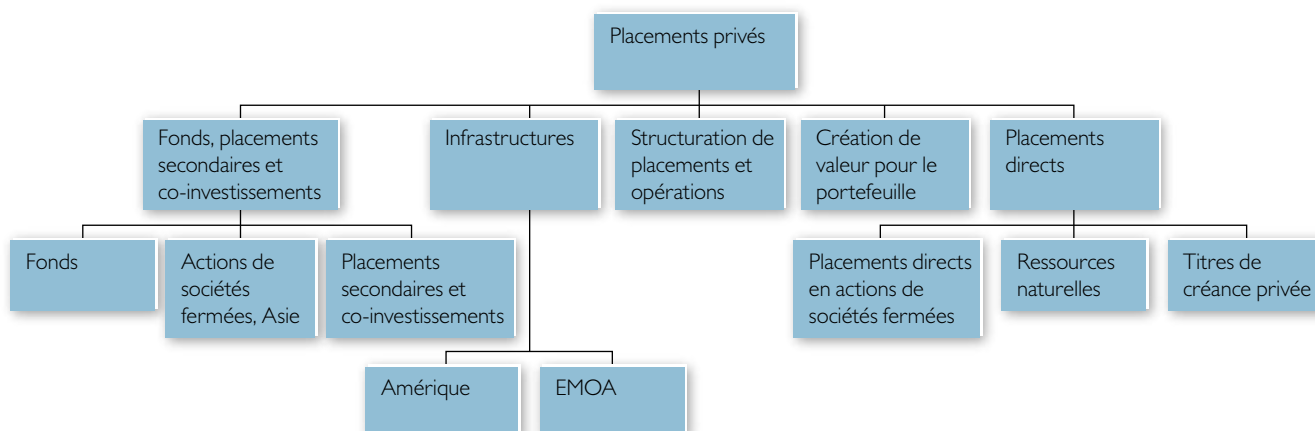 Placements privés
Fonds, placements
secondaires et
co-investissements
Infrastructures
Structuration de
placements et
opérations
Création de
valeur pour le
portefeuille
Placements
directs
Fonds
Actions de
sociétés
fermées, Asie
Placements
secondaires et
co-investissements
Placements directs
en actions de
sociétés fermées
Ressources
naturelles
Titres de
créance privée
Amérique
EMOA